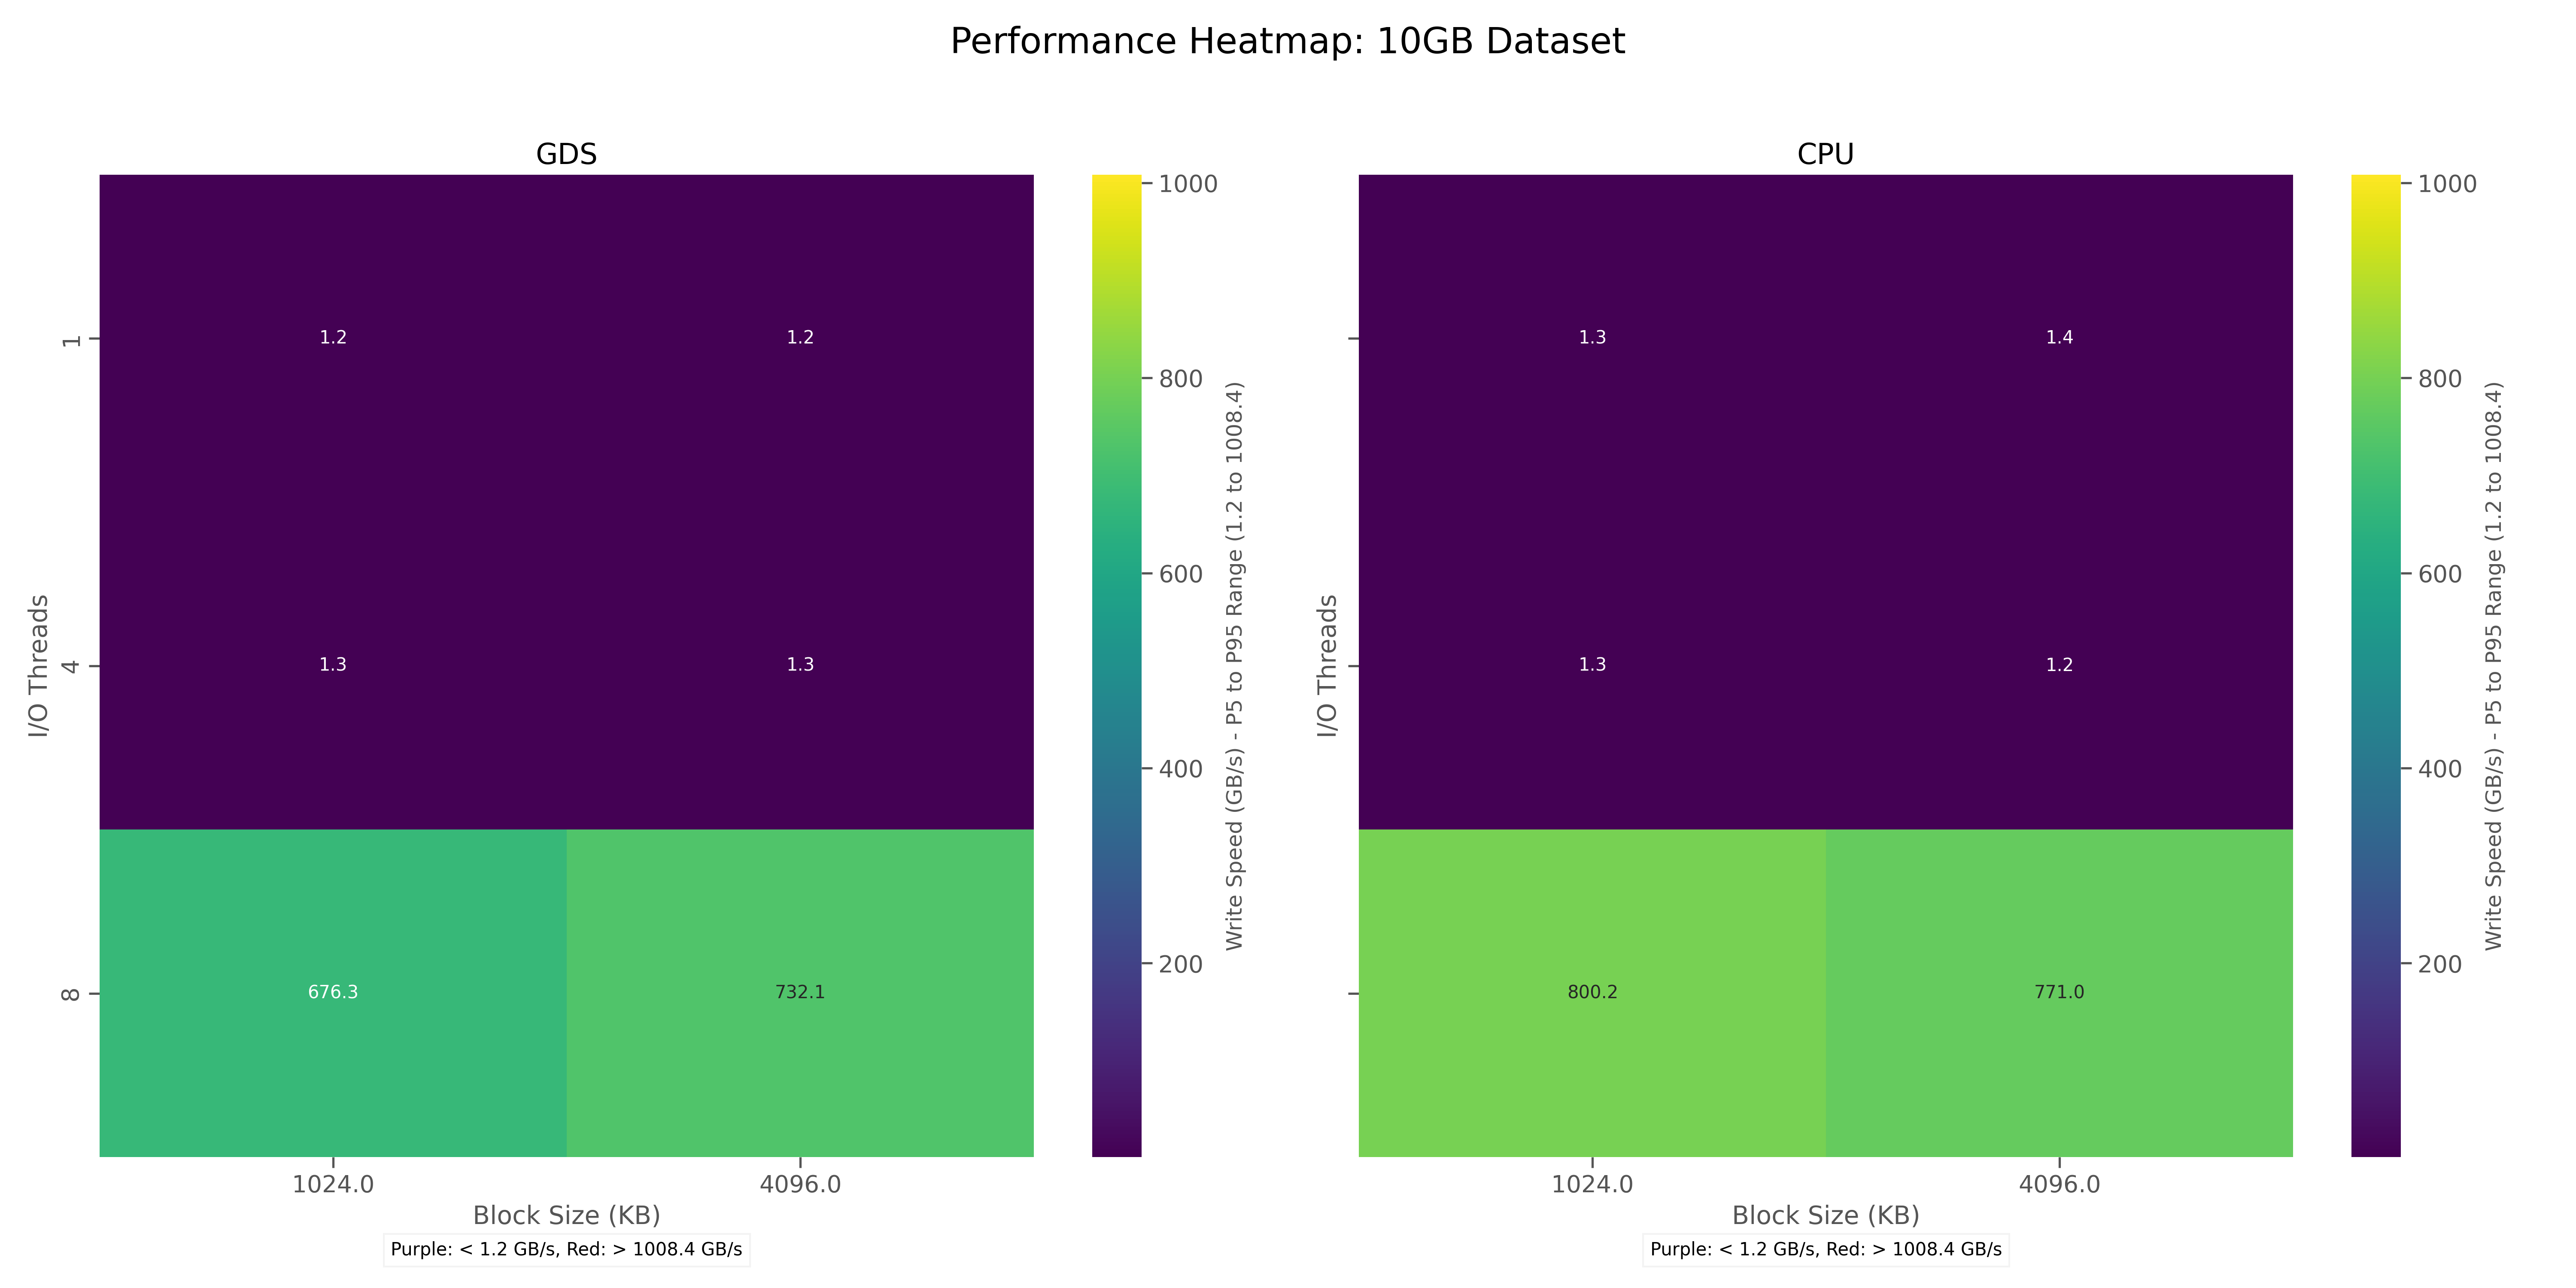 Performance Heatmap: 10GB Dataset
GDS
I/O Threads
1
4
8
1.2 1.2
1.3 1.3
676.3 732.1
1024.0 4096.0
Block Size (KB)
Purple: < 1.2 GB/s, Red: > 1008.4 GB/s
1000
800
600
400
200
Write Speed (GB/s) - P5 to P95 Range (1.2 to 1008.4)
CPU
I/O Threads
1.3 1.4
1.3 1.2
800.2 771.0
1024.0 4096.0
Block Size (KB)
Purple: < 1.2 GB/s, Red: > 1008.4 GB/s
1000
800
600
400
200
Write Speed (GB/s) - P5 to P95 Range (1.2 to 1008.4)